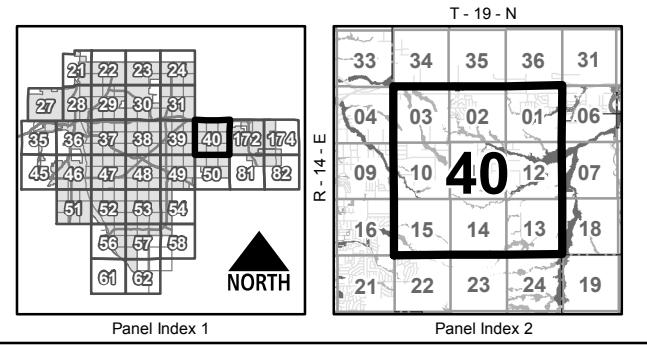 T - 19 - N
R - 14 - E
21 22 23 24
27 28 29 30 31
35 36 37 38 39 40 172 174
45 46 47 48 49 50 81 82
51 52 53 54
56 57 58
61 62
NORTH
Panel Index 1
33 34 35 36 31
04 03 02 01 06
09 10 12 07
40
16 15 14 13 18
21 22 23 24 19
Panel Index 2